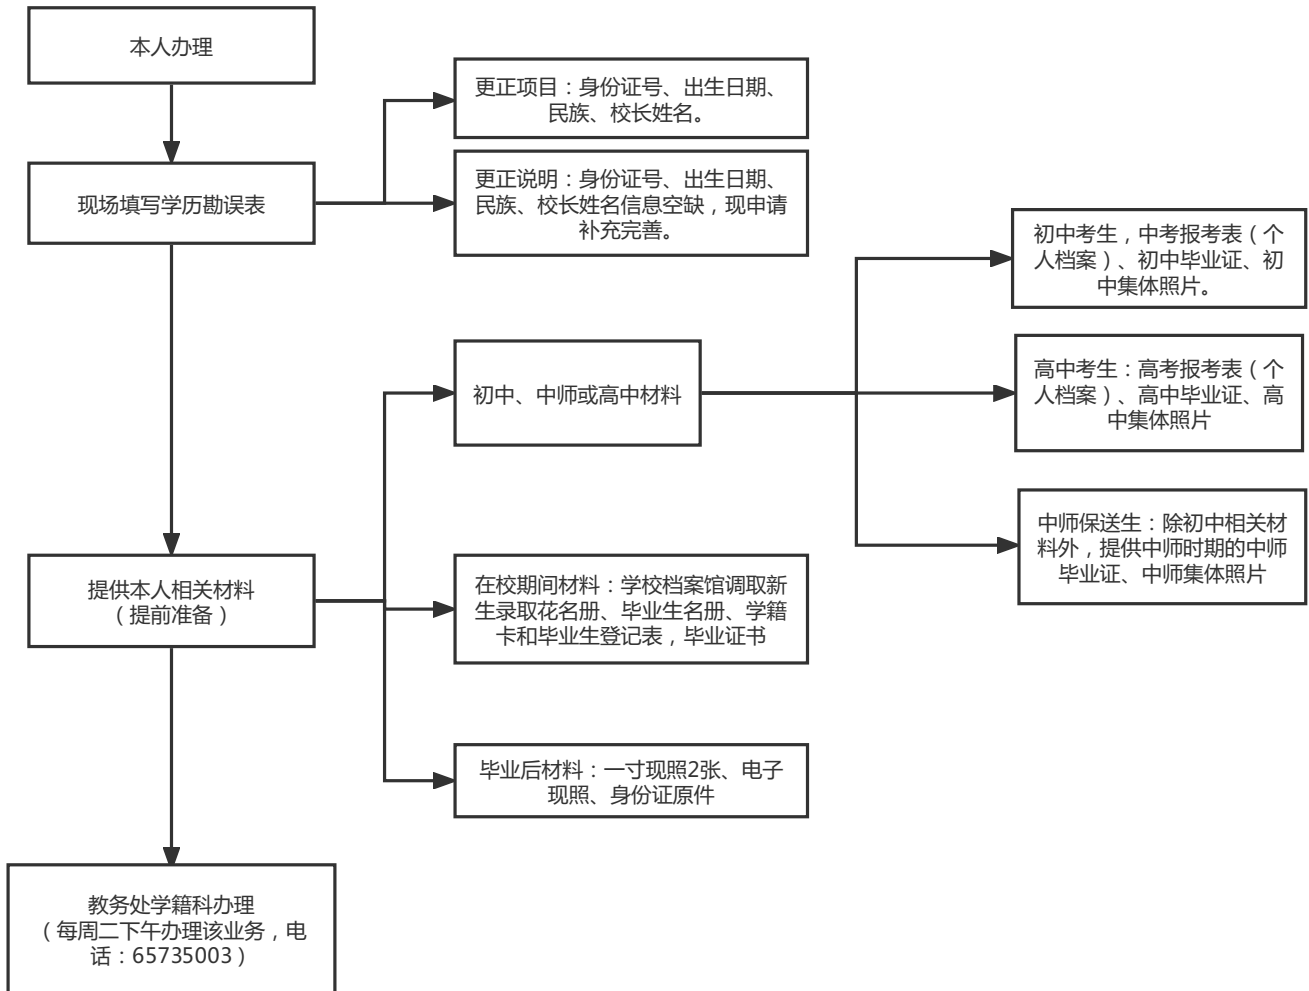 本人办理
更正项目：身份证号、出生日期、
民族、校长姓名。
现场填写学历勘误表
更正说明：身份证号、出生日期、
民族、校长姓名信息空缺，现申请
补充完善。
初中考生，中考报考表（个
人档案）、初中毕业证、初
中集体照片。
初中、中师或高中材料
高中考生：高考报考表（个
人档案）、高中毕业证、高
中集体照片
中师保送生：除初中相关材
料外，提供中师时期的中师
毕业证、中师集体照片
提供本人相关材料
（提前准备）
在校期间材料：学校档案馆调取新
生录取花名册、毕业生名册、学籍
卡和毕业生登记表，毕业证书
毕业后材料：一寸现照2张、电子
现照、身份证原件
教务处学籍科办理
（每周二下午办理该业务，电
话：65735003）